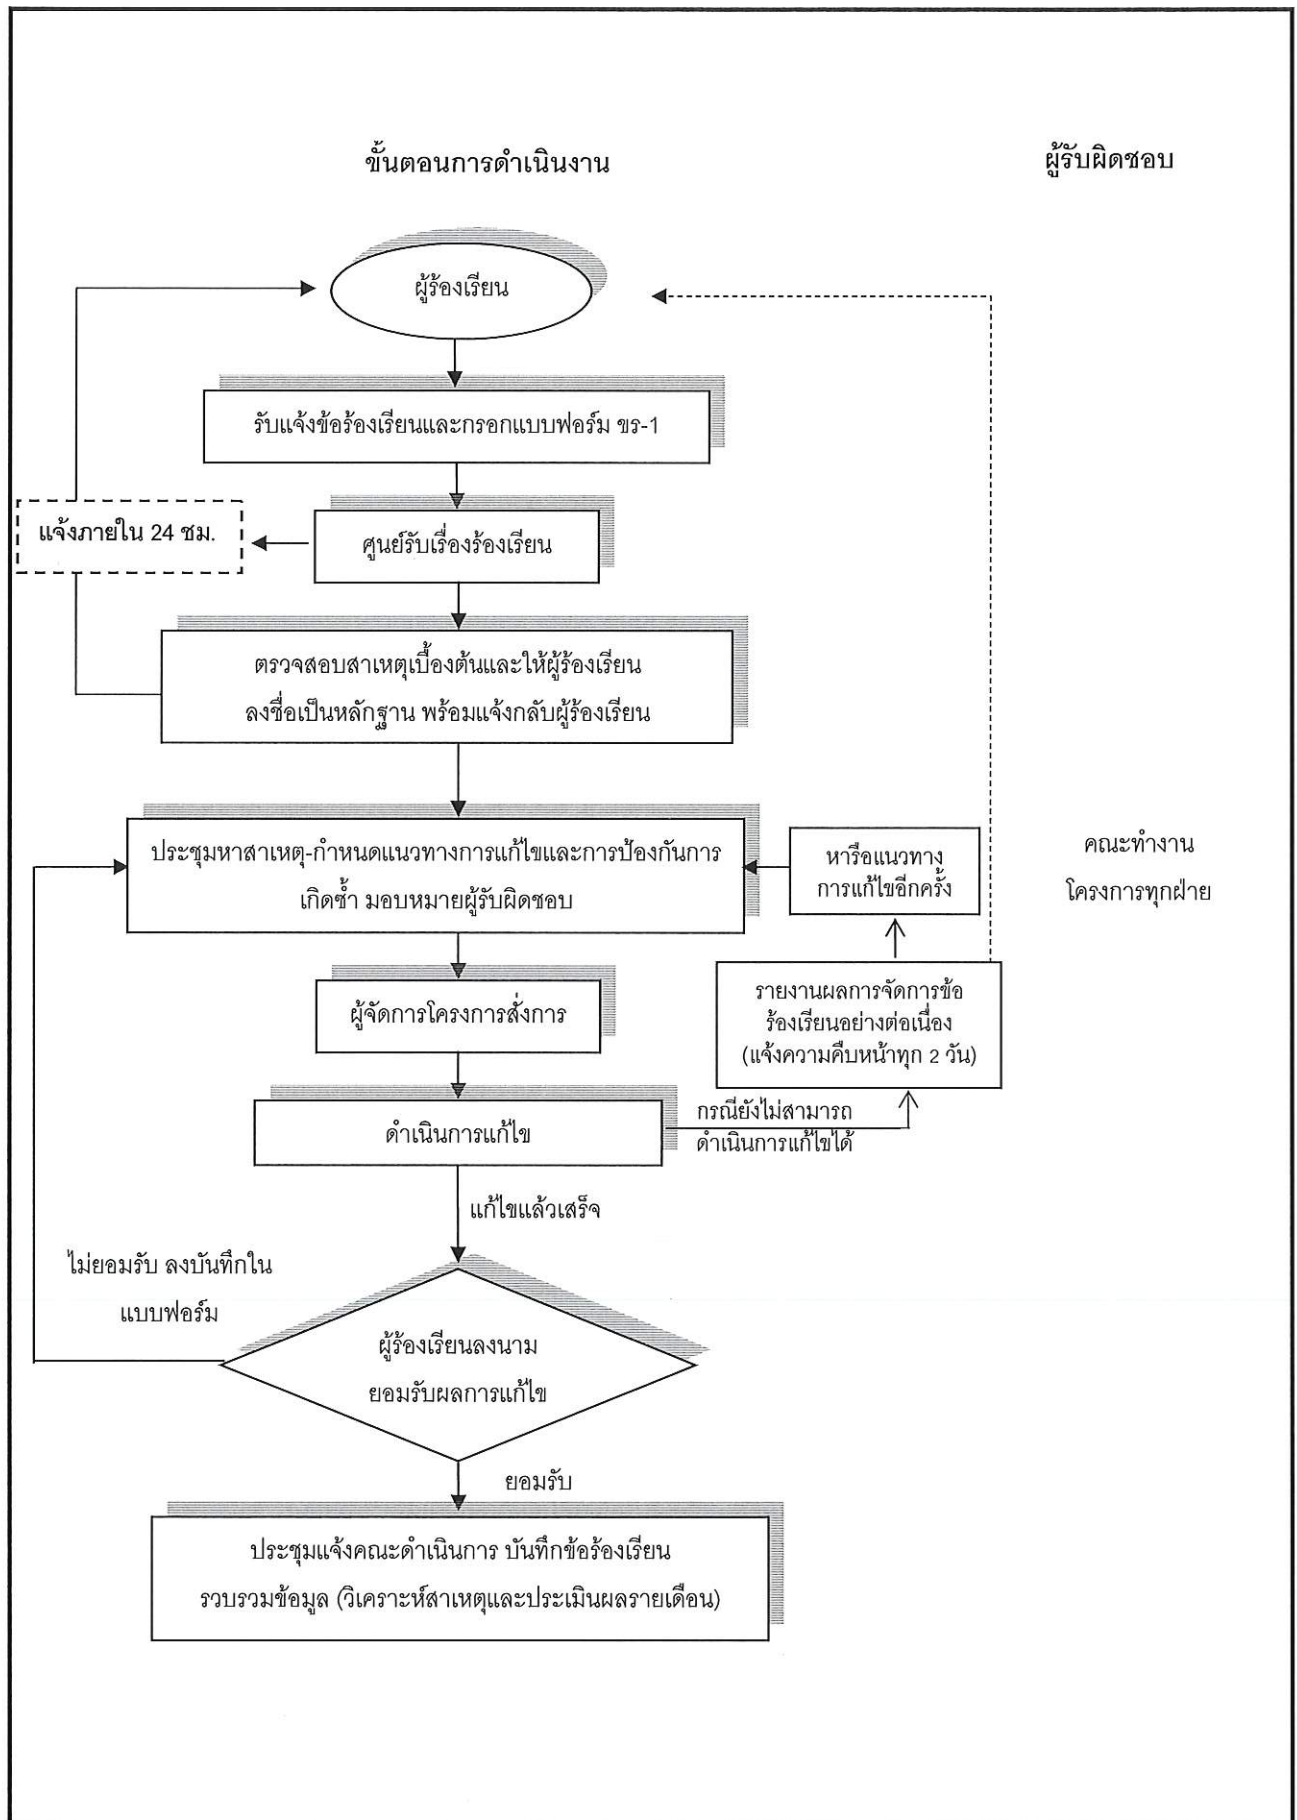 ขั้นตอนการดำเนินงาน
ผู้รับผิดชอบ
ผู้ร้องเรียน
รับแจ้งข้อร้องเรียนและกรอกแบบฟอร์ม ขร-1
แจ้งภายใน 24 ชม.
ศูนย์รับเรื่องร้องเรียน
ตรวจสอบสาเหตุเบื้องต้นและให้ผู้ร้องเรียน
ลงชื่อเป็นหลักฐาน พร้อมแจ้งกลับผู้ร้องเรียน
ประชุมหาสาเหตุ-กำหนดแนวทางการแก้ไขและการป้องกันการ
เกิดซ้ำ มอบหมายผู้รับผิดชอบ
หารือแนวทาง
การแก้ไขอีกครั้ง
คณะทำงาน
โครงการทุกฝ่าย
ผู้จัดการโครงการสั่งการ
รายงานผลการจัดการข้อ
ร้องเรียนอย่างต่อเนื่อง
(แจ้งความคืบหน้าทุก 2 วัน)
ดำเนินการแก้ไข
กรณียังไม่สามารถ
ดำเนินการแก้ไขได้
แก้ไขแล้วเสร็จ
ไม่ยอมรับ ลงบันทึกใน
แบบฟอร์ม
ผู้ร้องเรียนลงนาม
ยอมรับผลการแก้ไข
ยอมรับ
ประชุมแจ้งคณะดำเนินการ บันทึกข้อร้องเรียน
รวบรวมข้อมูล (วิเคราะห์สาเหตุและประเมินผลรายเดือน)